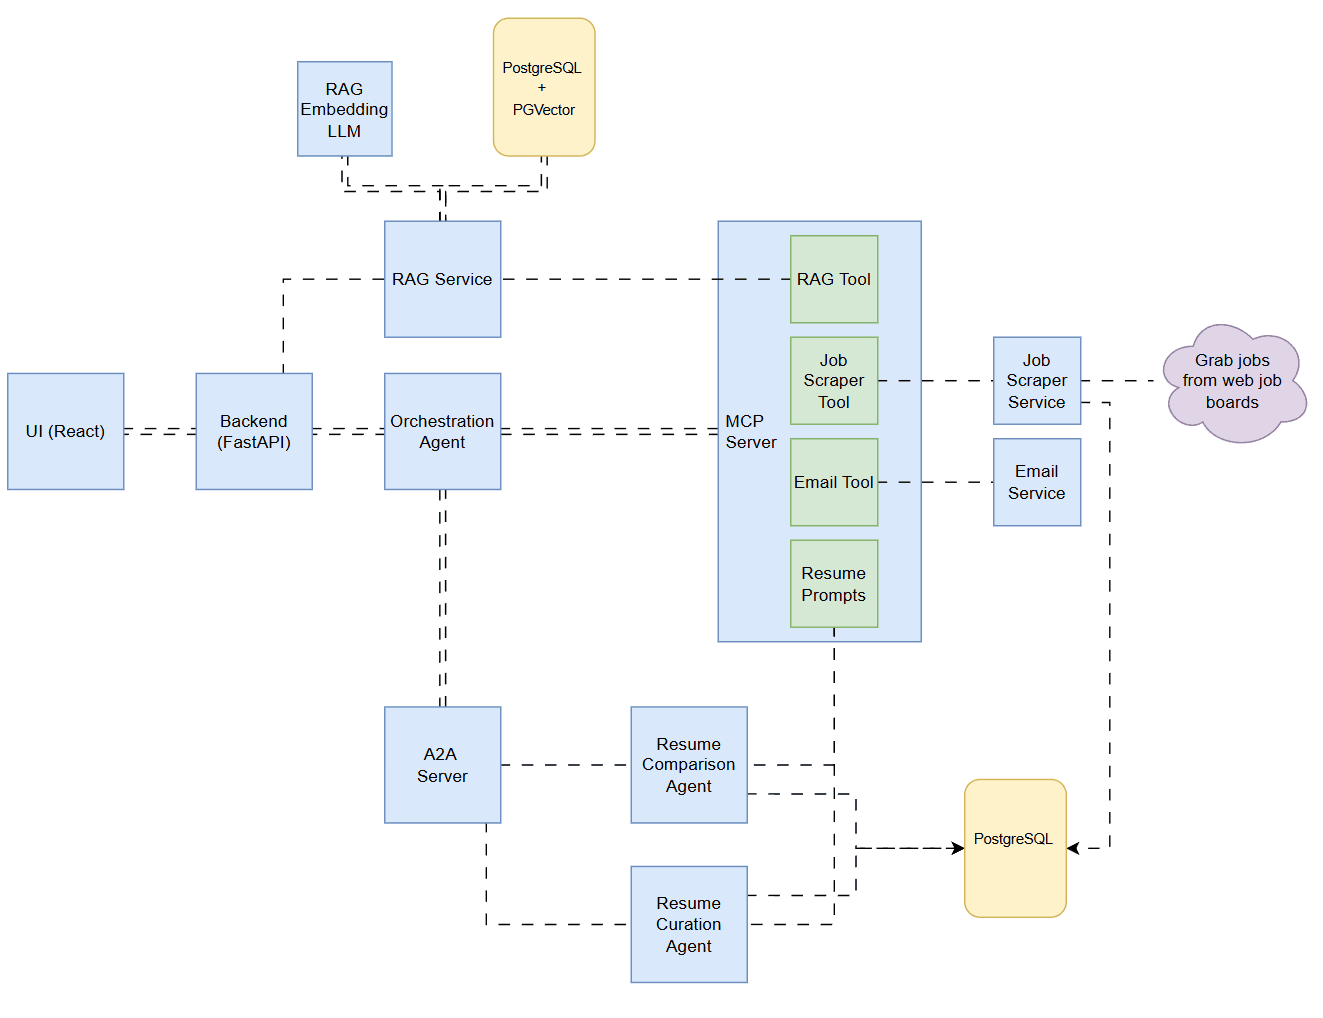 PostgreSQL
+
PGVector
RAG
Embedding
LLM
RAG Service
RAG Tool
Job
Scraper
Tool
Job
Scraper
Service
Grab jobs
from web job
boards
UI (React)
Backend
(FastAPI)
Orchestration
Agent
MCP
Server
Email Tool
Email
Service
Resume
Prompts
A2A
Server
Resume
Comparison
Agent
PostgreSQL
Resume
Curation
Agent